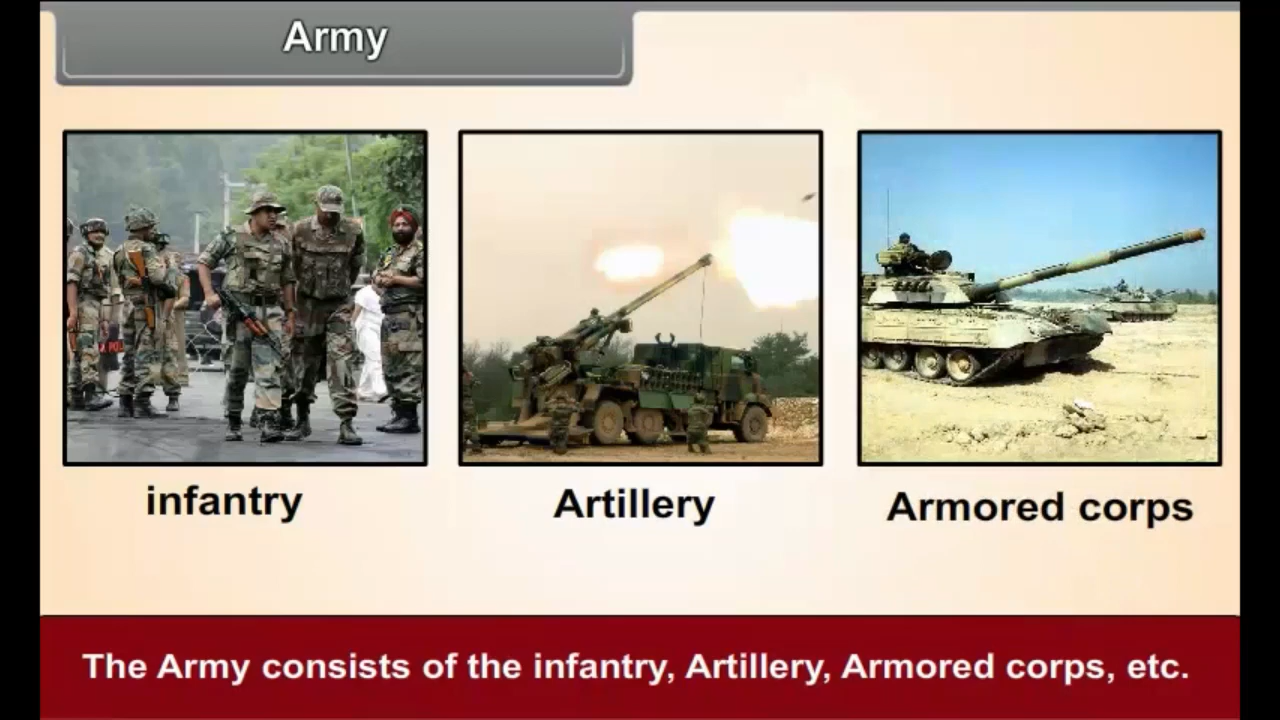 Army
infantry
Artillery
Armored corps
The Army consists of the infantry, Artillery, Armored corps, etc.